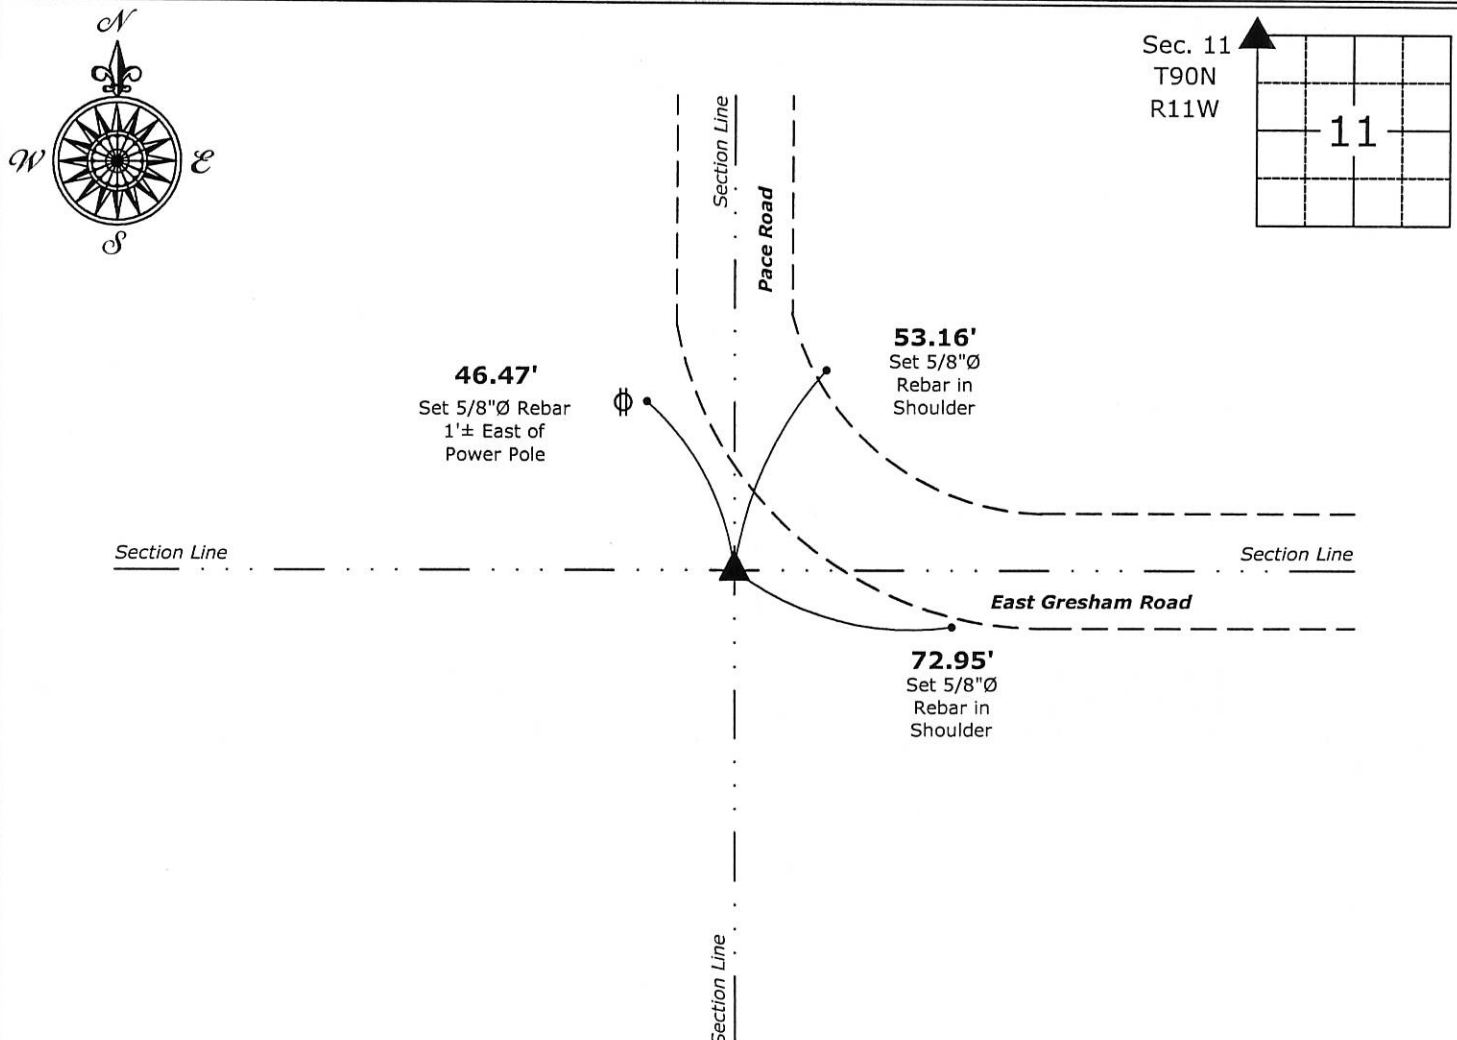 N
W
E
S
Sec. 11
T90N
R11W
11
Section Line
Pace Road
53.16'
Set 5/8"Ø
Rebar in
Shoulder
46.47'
Set 5/8"Ø Rebar
1'± East of
Power Pole
Section Line
Section Line
East Gresham Road
72.95'
Set 5/8"Ø
Rebar in
Shoulder
Section Line